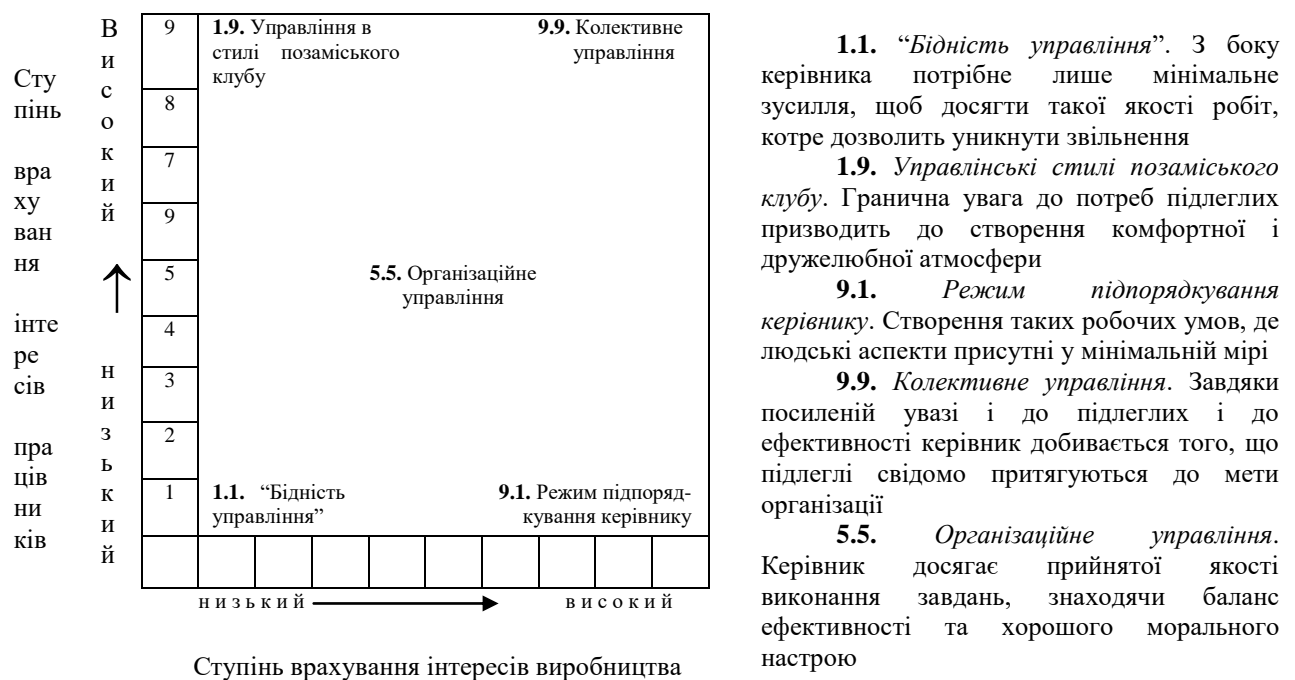 Сту
пінь
вра
ху
ван
ня
інте
ре
сів
пра
ців
ни
ків
В
и
с
о
к
и
й
н
и
з
ь
к
и
й
9
8
7
9
5
4
3
2
1
1.9. Управління в
стилі позаміського
клубу
9.9. Колективне
управління
5.5. Організаційне
управління
1.1. “Бідність
управління”
9.1. Режим підпоряд-
кування керівнику
низький
високий
Ступінь врахування інтересів виробництва
1.1. “Бідність управління”. З боку
керівника потрібне лише мінімальне
зусилля, щоб досягти такої якості робіт,
котре дозволить уникнути звільнення
1.9. Управлінські стилі позаміського
клубу. Гранична увага до потреб підлеглих
призводить до створення комфортної і
дружелюбної атмосфери
9.1. Режим підпорядкування
керівнику. Створення таких робочих умов, де
людські аспекти присутні у мінімальній мірі
9.9. Колективне управління. Завдяки
посиленій увазі і до підлеглих і до
ефективності керівник добивається того, що
підлеглі свідомо притягуються до мети
організації
5.5. Організаційне управління.
Керівник досягає прийнятої якості
виконання завдань, знаходячи баланс
ефективності та хорошого морального
настрою